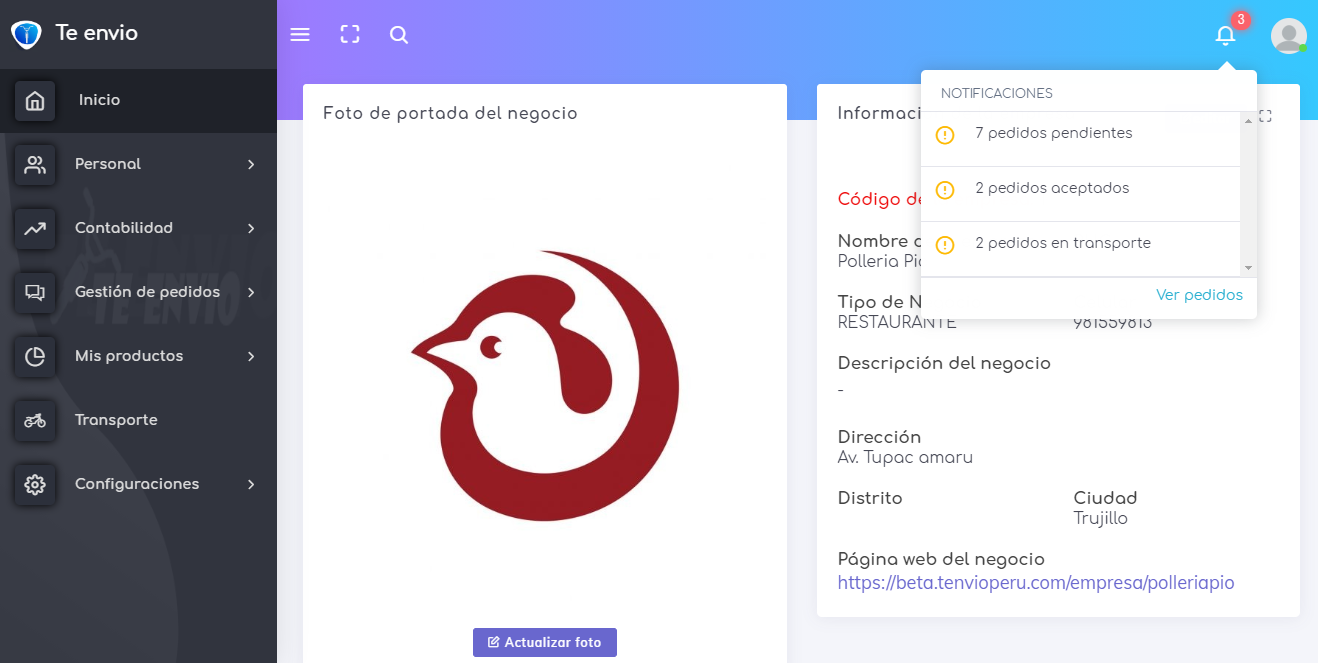 Te envio
3
Inicio
Personal
Contabilidad
Gestión de pedidos
Mis productos
Transporte
Configuraciones
TE ENVIO
Foto de portada del negocio
Actualizar foto
Informaci
NOTIFICACIONES
7 pedidos pendientes
2 pedidos aceptados
2 pedidos en transporte
Ver pedidos
Código de
Nombre
Polleria Pio
Tipo de N
RESTAURANTE
981559813
Descripción del negocio
-
Dirección
Av. Tupac amaru
Distrito
Ciudad
Trujillo
Página web del negocio
https://beta.tenvioperu.com/empresa/polleriapio